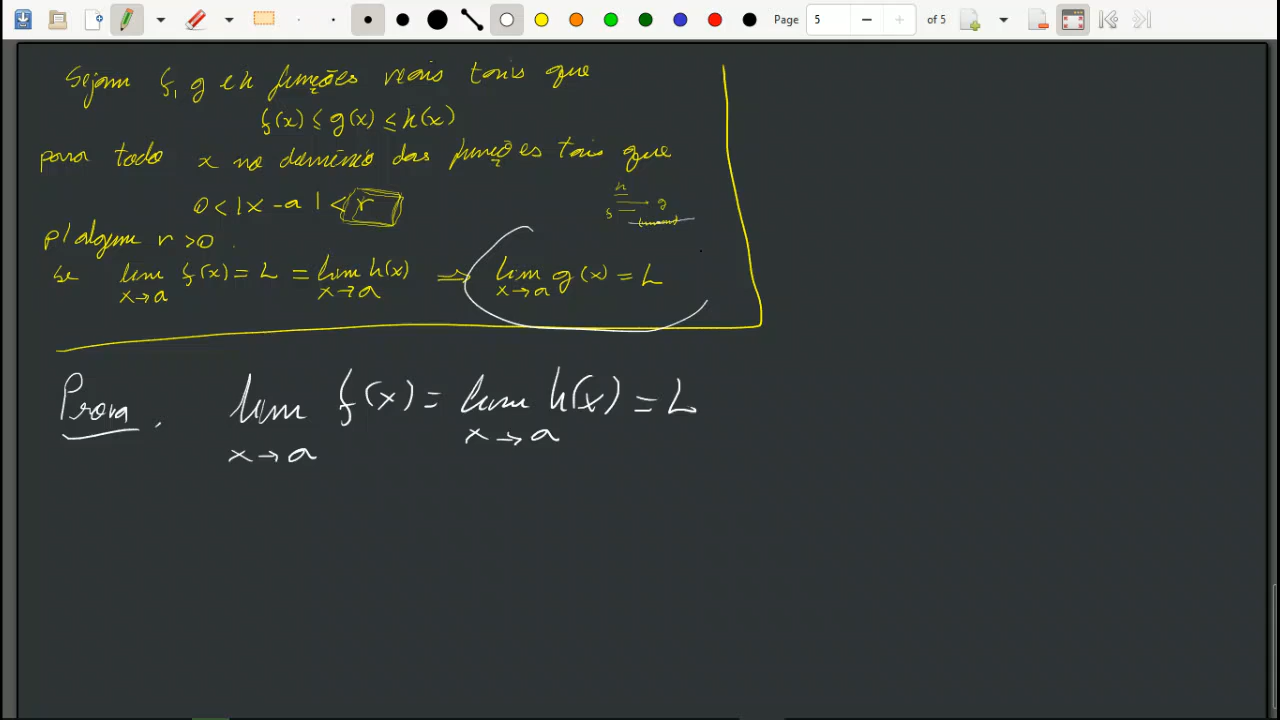 Page 5 of 5
Sejam f, g e h funções reais tais que
f(x) ≤ g(x) ≤ h(x)
para todo x no domínio das funções tais que
0 < |x - a| < r
h
g
f
p/ algum r > 0.
se lim f(x) = L = lim h(x) ⇒ lim g(x) = L
x→a x→a x→a
Prova. lim f(x) = lim h(x) = L
x→a x→a